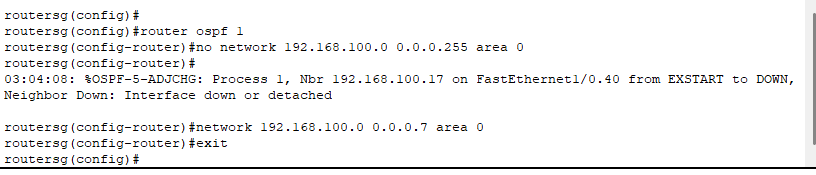 routersg(config)#
routersg(config)#router ospf 1
routersg(config-router)#no network 192.168.100.0 0.0.0.255 area 0
routersg(config-router)#
03:04:08: %OSPF-5-ADJCHG: Process 1, Nbr 192.168.100.17 on FastEthernet1/0.40 from EXSTART to DOWN,
Neighbor Down: Interface down or detached
routersg(config-router)#network 192.168.100.0 0.0.0.7 area 0
routersg(config-router)#exit
routersg(config)#